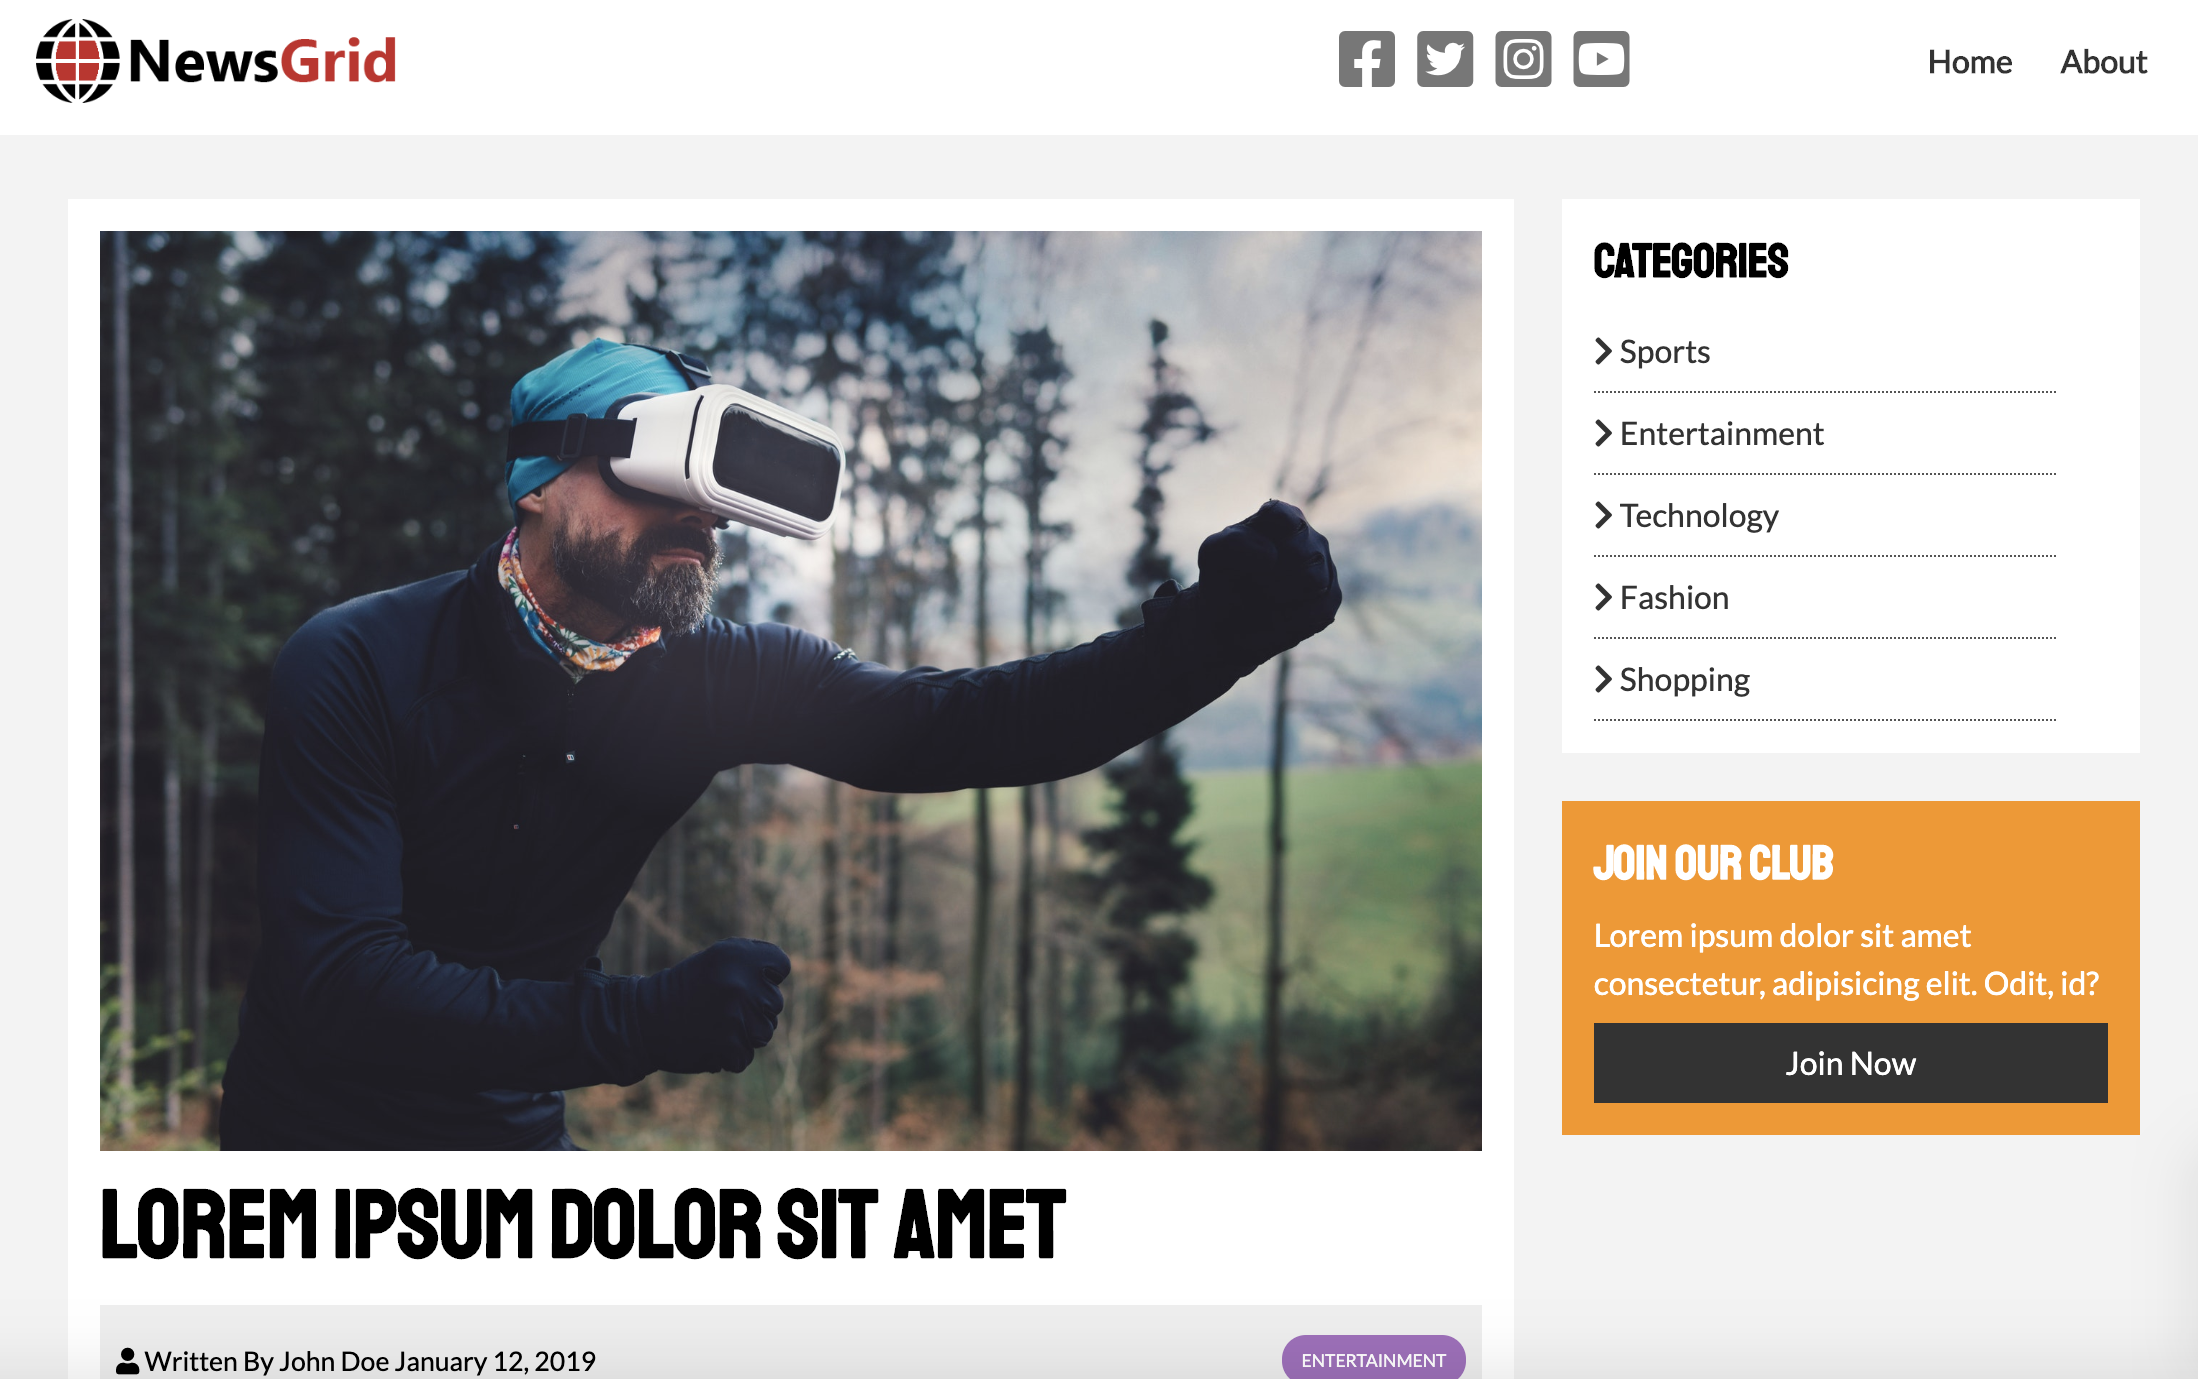 NewsGrid
Home About
CATEGORIES
Sports
Entertainment
Technology
Fashion
Shopping
JOIN OUR CLUB
Lorem ipsum dolor sit amet
consectetur, adipisicing elit. Odit, id?
Join Now
LOREM IPSUM DOLOR SIT AMET
Written By John Doe January 12, 2019
ENTERTAINMENT